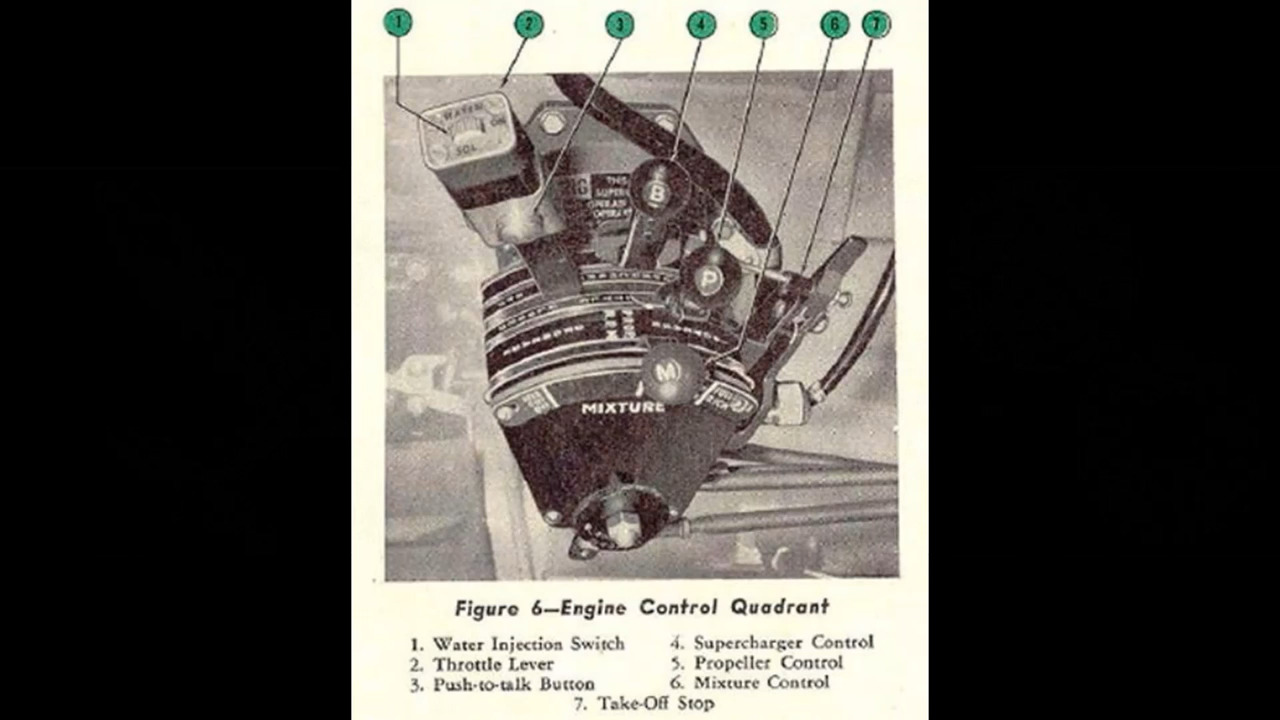 1 2 3 4 5 6 7
WATER
ON
SOL
B
P
M
MIXTURE
Figure 6—Engine Control Quadrant
1. Water Injection Switch 4. Supercharger Control
2. Throttle Lever 5. Propeller Control
3. Push-to-talk Button 6. Mixture Control
7. Take-Off Stop